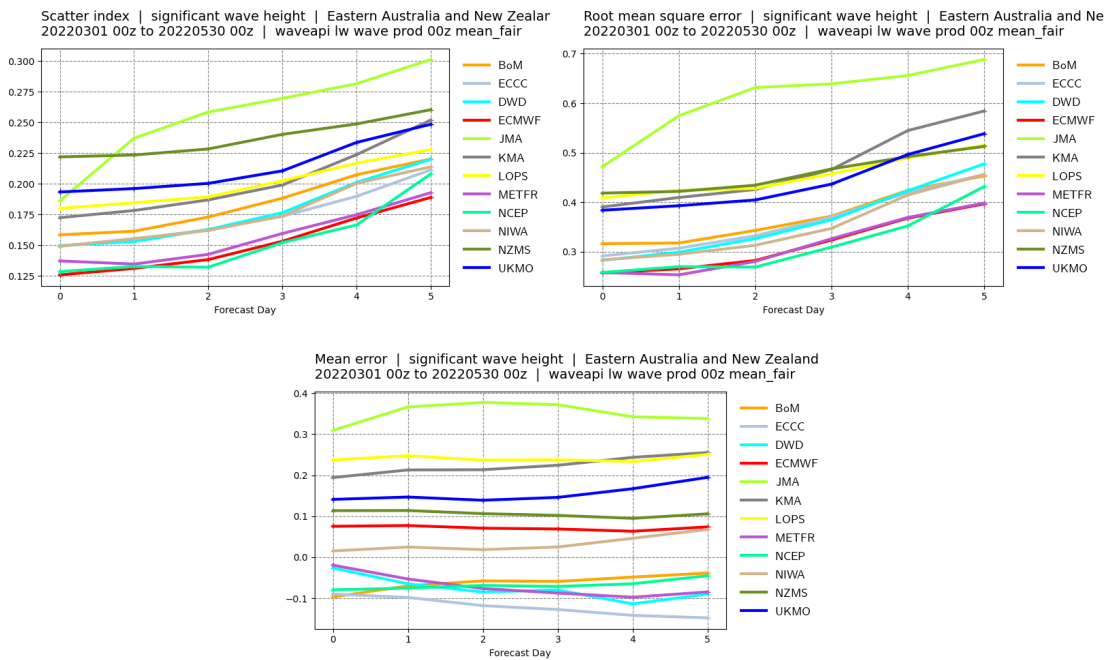 Scatter index | significant wave height | Eastern Australia and New Zealar
20220301 00z to 20220530 00z | waveapi lw wave prod 00z mean_fair
0.300
0.275
0.250
0.225
0.200
0.175
0.150
0.125
0 1 2 3 4 5
Forecast Day
BoM
ECCC
DWD
ECMWF
JMA
KMA
LOPS
METFR
NCEP
NIWA
NZMS
UKMO
Root mean square error | significant wave height | Eastern Australia and Ne
20220301 00z to 20220530 00z | waveapi lw wave prod 00z mean_fair
0.7
0.6
0.5
0.4
0.3
0 1 2 3 4 5
Forecast Day
BoM
ECCC
DWD
ECMWF
JMA
KMA
LOPS
METFR
NCEP
NIWA
NZMS
UKMO
Mean error | significant wave height | Eastern Australia and New Zealand
20220301 00z to 20220530 00z | waveapi lw wave prod 00z mean_fair
0.4
0.3
0.2
0.1
0.0
−0.1
0 1 2 3 4 5
Forecast Day
BoM
ECCC
DWD
ECMWF
JMA
KMA
LOPS
METFR
NCEP
NIWA
NZMS
UKMO